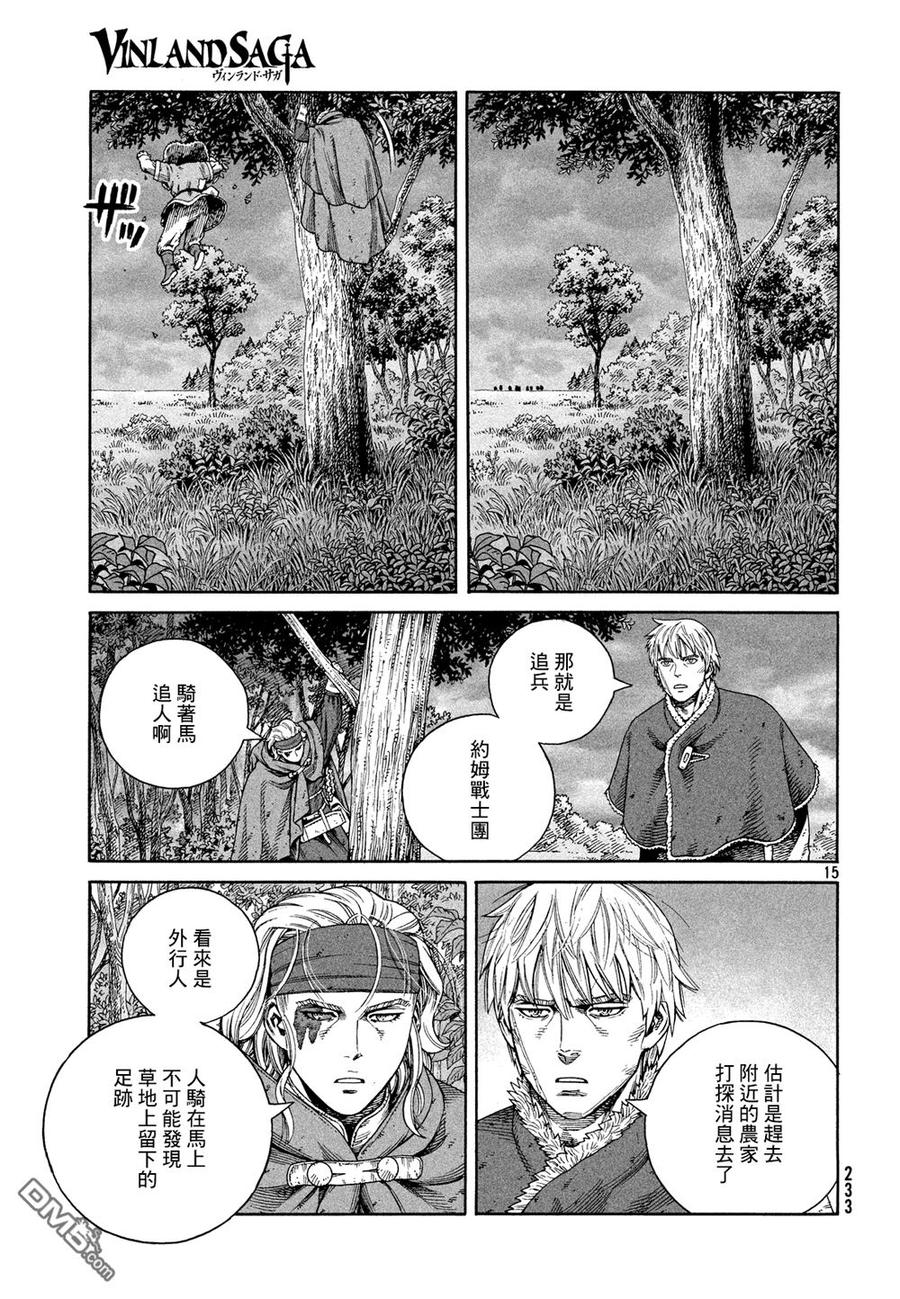 VINLAND SAGA
ヴィンランド・サガ
ザッ
那就是
追兵
約姆戰士團
騎著馬
追人啊
15
估計是趕去
附近的農家
打探消息去了
看來是
外行人
人騎在馬上
不可能發現
草地上留下的
足跡
233
DM5.com